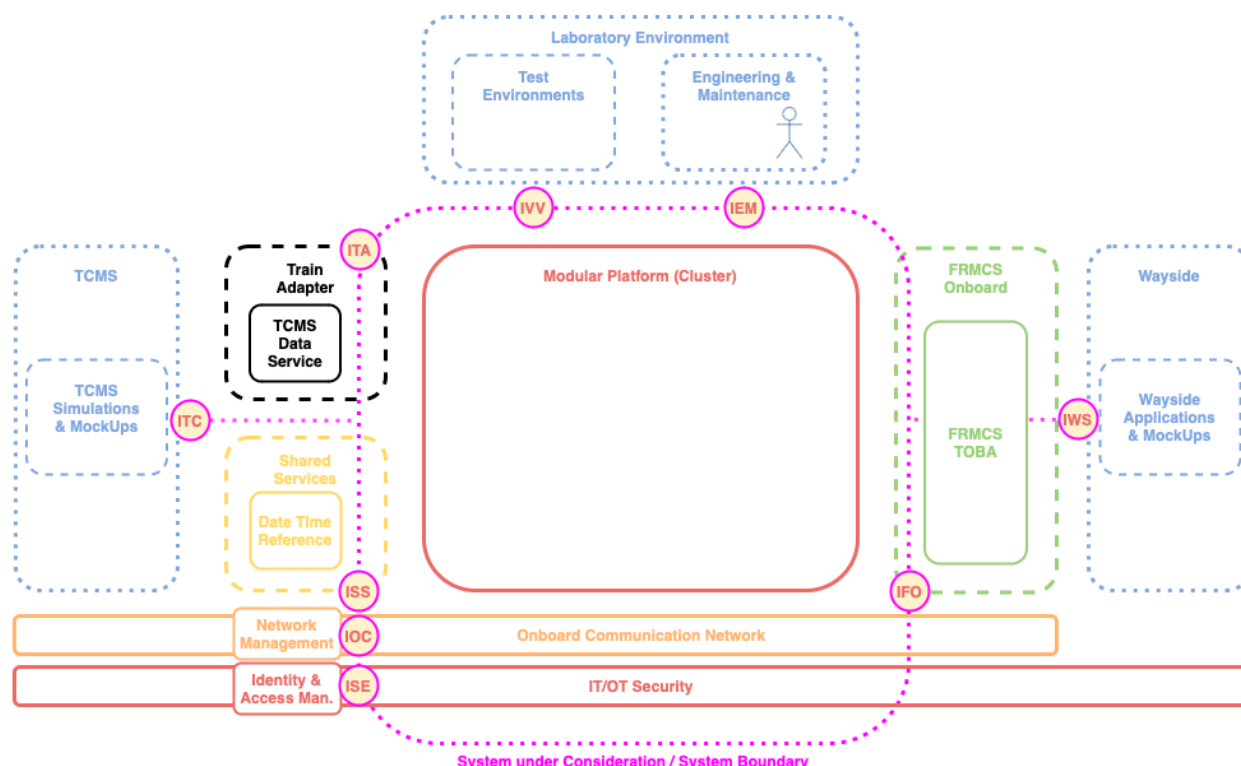 Laboratory Environment
Test
Environments
Engineering &
Maintenance
IVV
IEM
ITA
TCMS
Train
Adapter
TCMS
Data
Service
Modular Platform (Cluster)
FRMCS
Onboard
Wayside
TCMS
Simulations
& MockUps
ITC
FRMCS
TOBA
IWS
Wayside
Applications
& MockUps
Shared
Services
Date Time
Reference
ISS
IFO
Network
Management
IOC
Onboard Communication Network
Identity &
Access Man.
ISE
IT/OT Security
System under Consideration / System Boundary